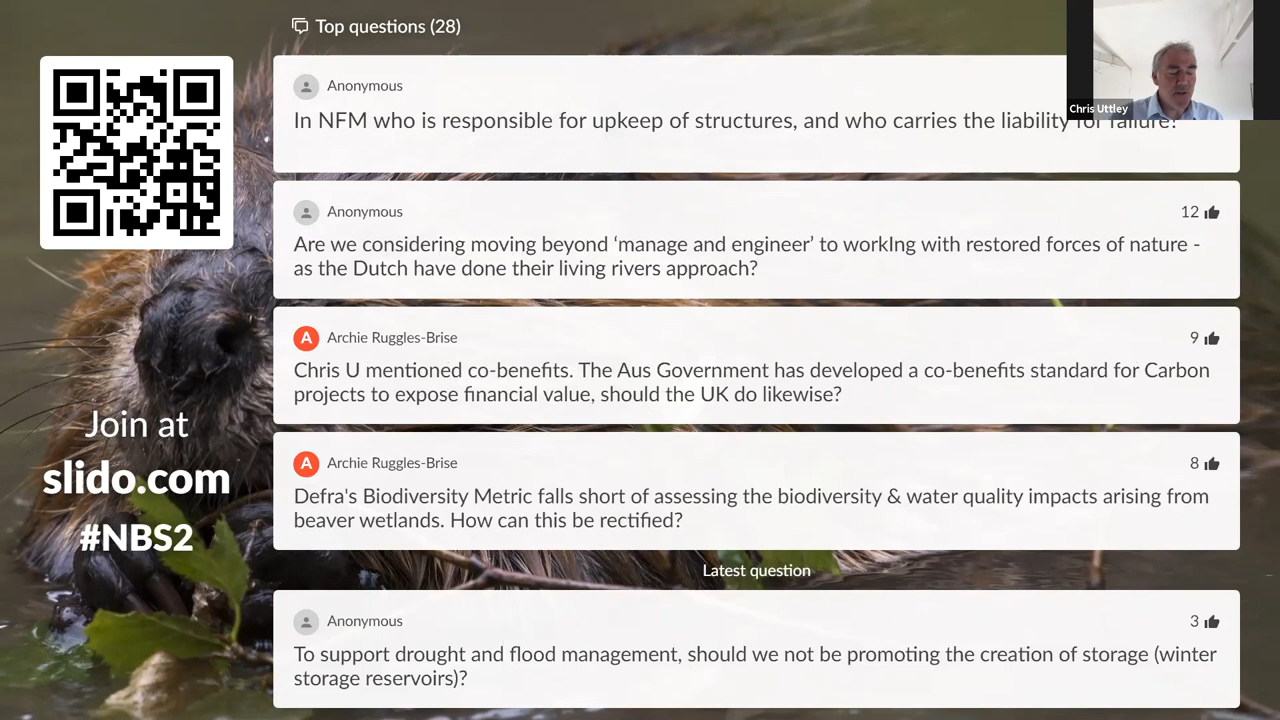 Top questions (28)
Anonymous
In NFM who is responsible for upkeep of structures, and who carries the liability for failure?
Chris Uttley
Anonymous
12
Are we considering moving beyond ‘manage and engineer’ to workIng with restored forces of nature -
as the Dutch have done their living rivers approach?
A Archie Ruggles-Brise
9
Chris U mentioned co-benefits. The Aus Government has developed a co-benefits standard for Carbon
projects to expose financial value, should the UK do likewise?
A Archie Ruggles-Brise
8
Defra's Biodiversity Metric falls short of assessing the biodiversity & water quality impacts arising from
beaver wetlands. How can this be rectified?
Latest question
Anonymous
3
To support drought and flood management, should we not be promoting the creation of storage (winter
storage reservoirs)?
Join at
slido.com
#NBS2